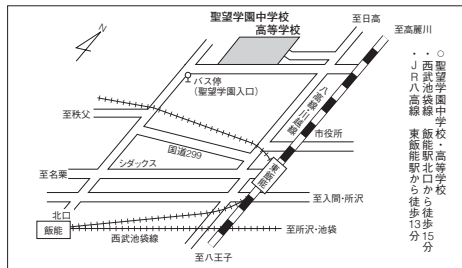 聖望学園中学校
高等学校
至日高
至高麗川
バス停
(聖望学園入口)
八高線・川越線
至秩父
市役所
国道299
シダックス
東飯能
至名栗
至入間・所沢
北口
飯能
西武池袋線
至所沢・池袋
至八王子
○聖望学園中学校・高等学校
・西武池袋線 飯能駅北口から徒歩15分
・JR八高線 東飯能駅から徒歩13分
N